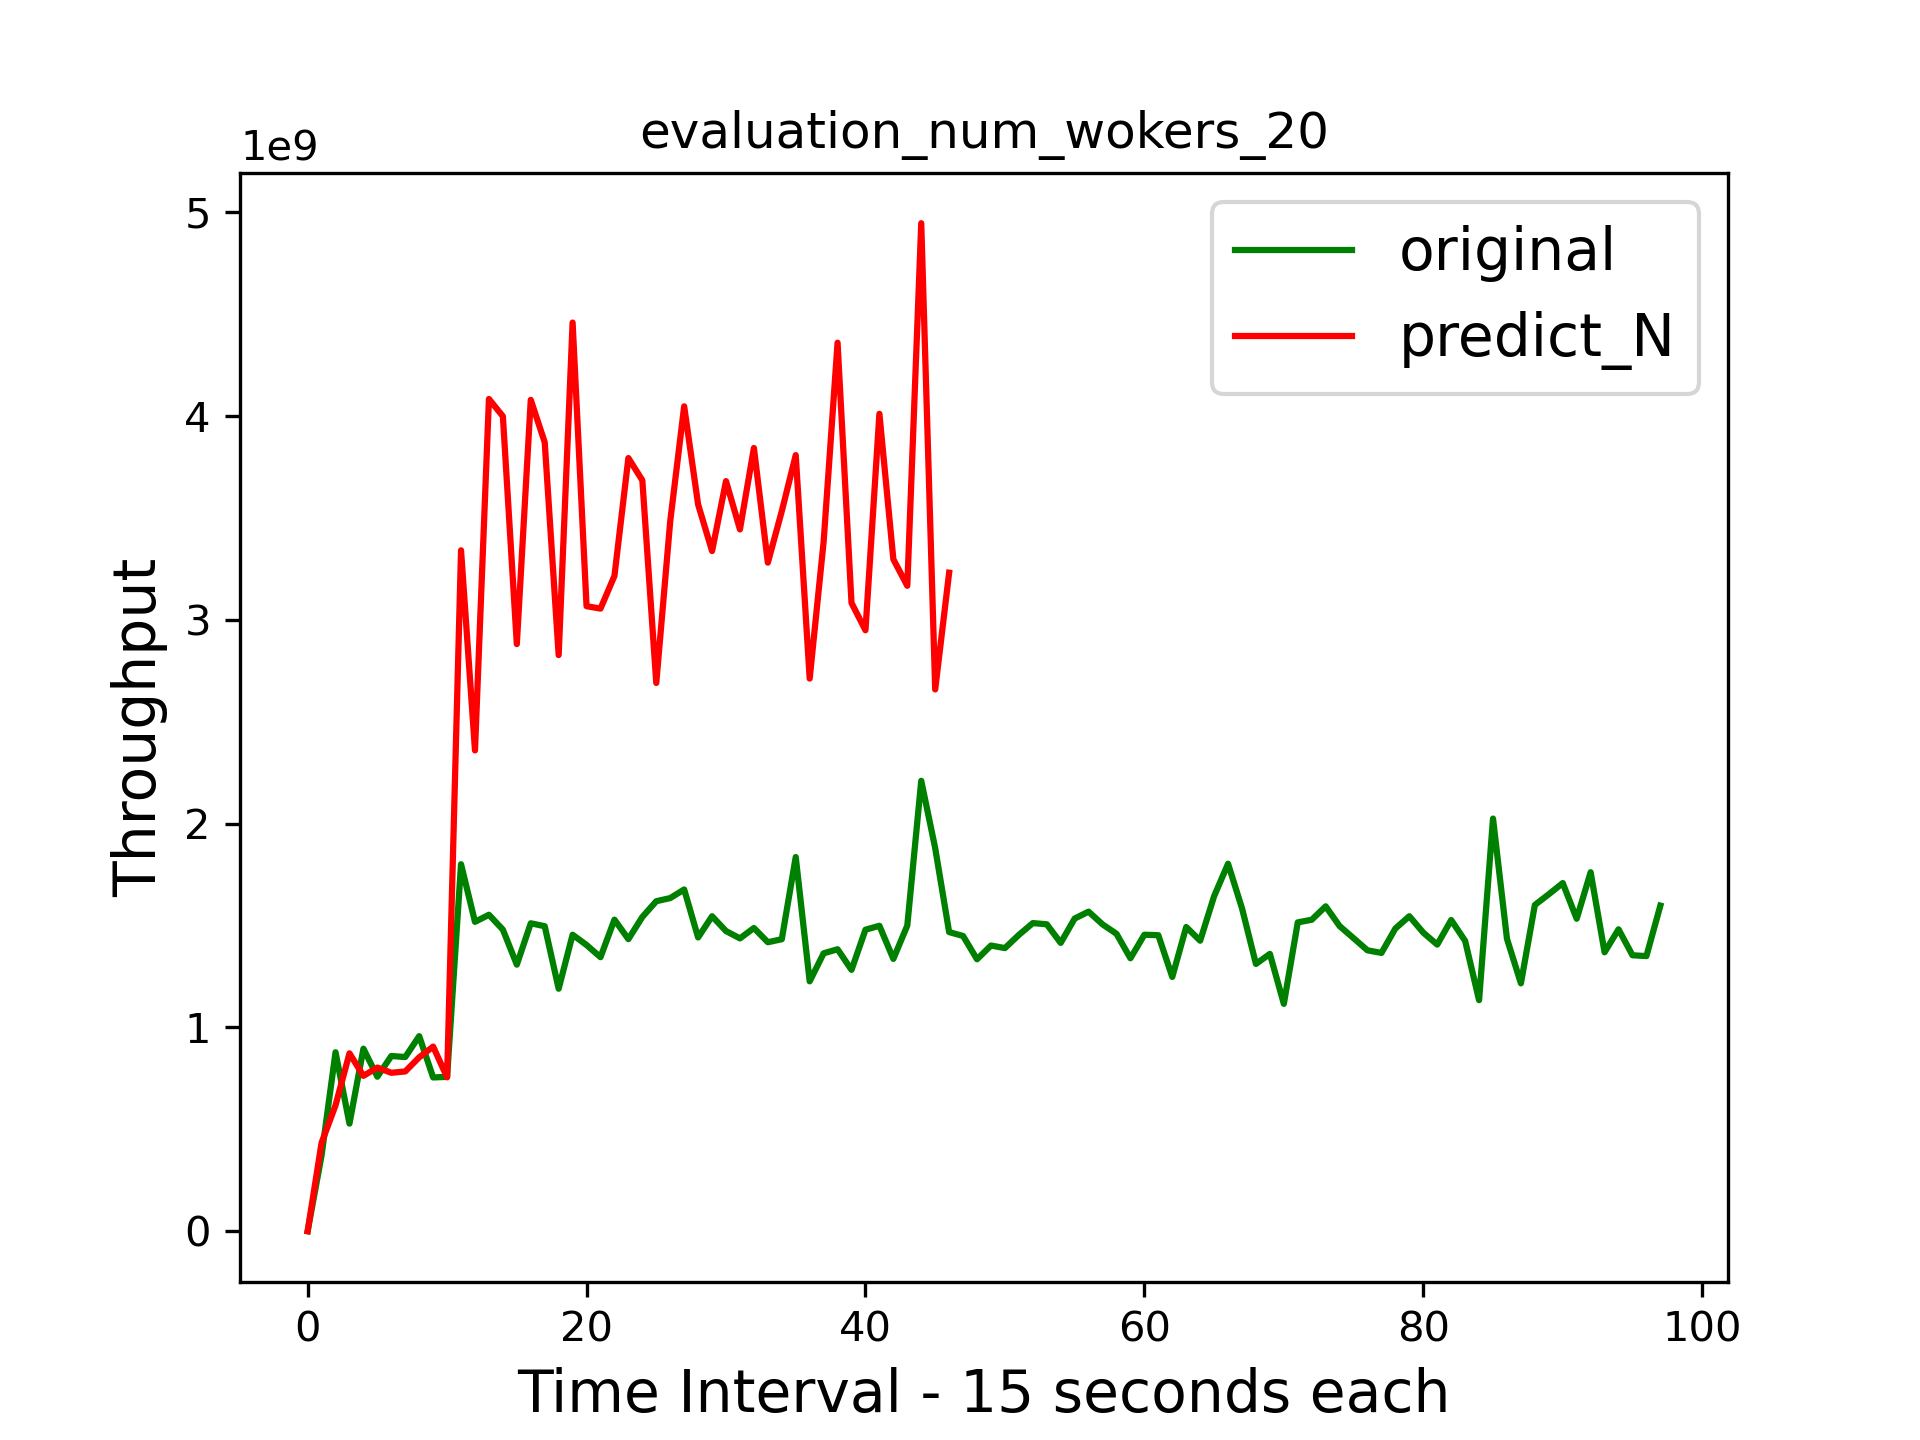 evaluation_num_wokers_20
1e9
5
4
3
2
1
0
Throughput
original
predict_N
0 20 40 60 80 100
Time Interval - 15 seconds each